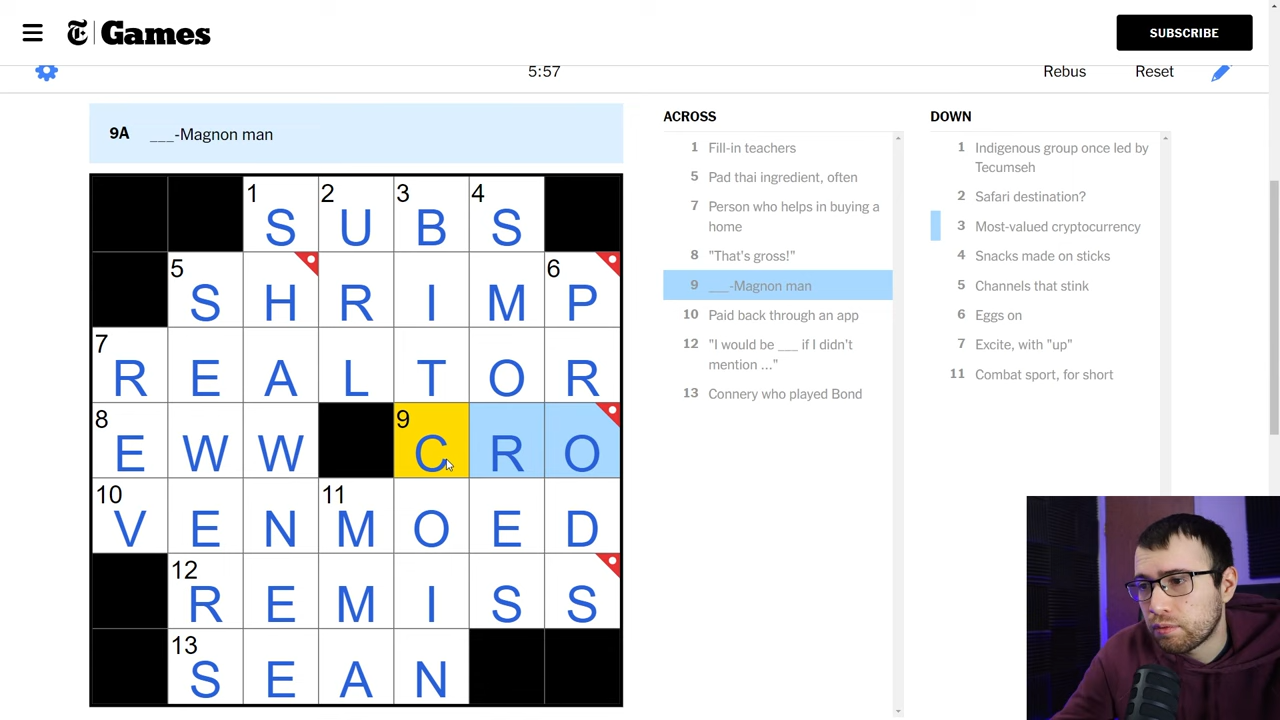 Games
SUBSCRIBE
5:57
Rebus
Reset
9A ___-Magnon man
1 2 3 4
S U B S
5 6
S H R I M P
7
R E A L T O R
8 9
E W W C R O
10 11
V E N M O E D
12
R E M I S S
13
S E A N
ACROSS
1 Fill-in teachers
5 Pad thai ingredient, often
7 Person who helps in buying a
home
8 "That's gross!"
9 ___-Magnon man
10 Paid back through an app
12 "I would be ___ if I didn't
mention ..."
13 Connery who played Bond
DOWN
1 Indigenous group once led by
Tecumseh
2 Safari destination?
3 Most-valued cryptocurrency
4 Snacks made on sticks
5 Channels that stink
6 Eggs on
7 Excite, with "up"
11 Combat sport, for short